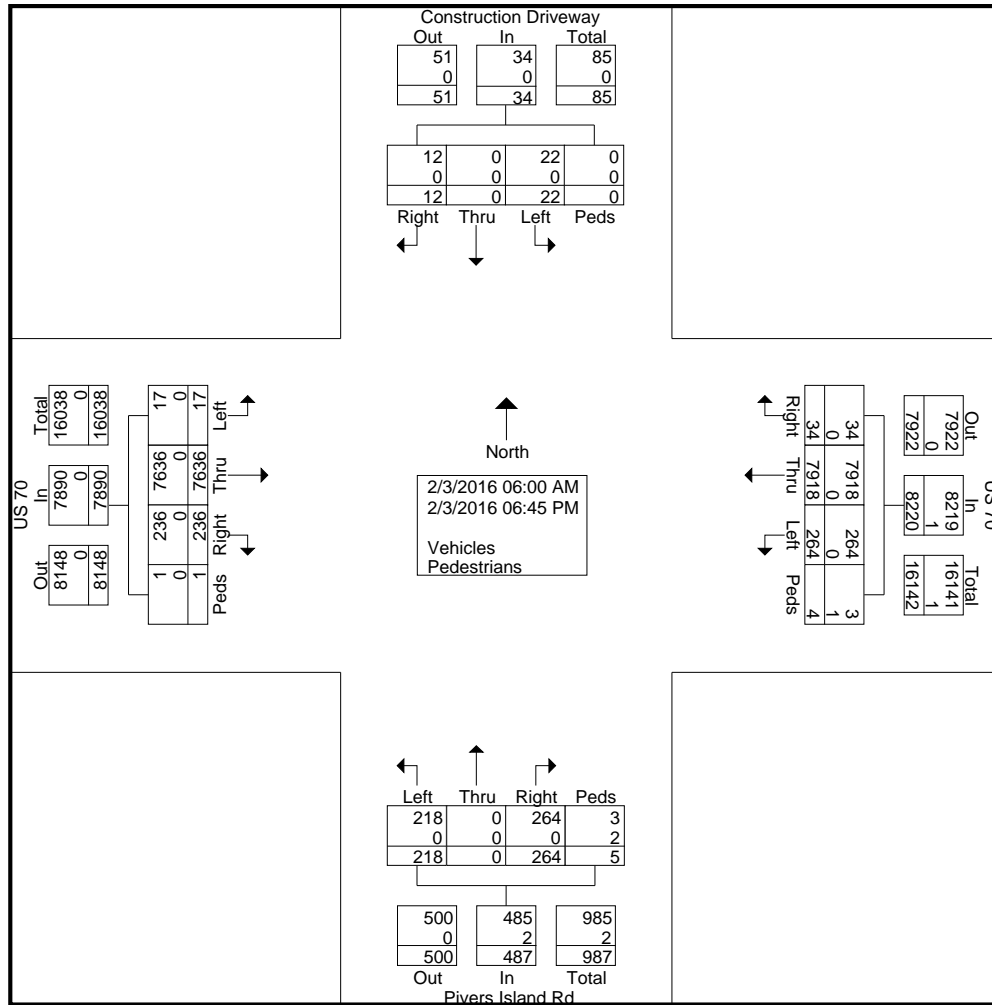 Construction Driveway
Out In Total
51 34 85
0 0 0
51 34 85
12 0 22 0
0 0 0 0
12 0 22 0
Right Thru Left Peds
US 70
Total In Out
16038 7890 8148
0 0 0
16038 7890 8148
17 7636 236 1
0 0 0 0
17 7636 236 1
Left Thru Right Peds
North
2/3/2016 06:00 AM
2/3/2016 06:45 PM
Vehicles
Pedestrians
US 70
Out In Total
7922 8219 16141
0 1 1
7922 8220 16142
34 7918 264 3
0 0 0 1
34 7918 264 4
Right Thru Left Peds
Left Thru Right Peds
218 0 264 3
0 0 0 2
218 0 264 5
500 485 985
0 2 2
500 487 987
Out In Total
Pivers Island Rd